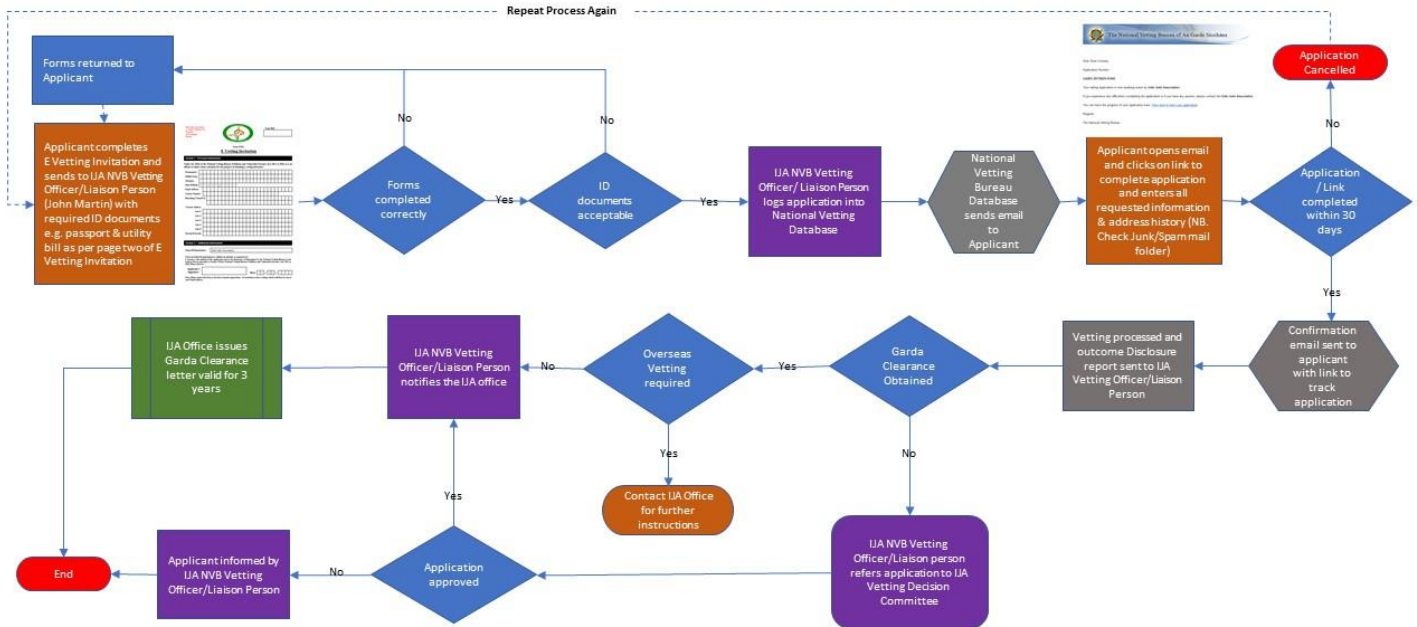 Repeat Process Again
Forms returned to
Applicant
Applicant completes
E Vetting Invitation and
sends to IJA NVB Vetting
Officer/Liaison Person
(John Martin) with
required ID documents
e.g. passport & utility
bill as per page two of E
Vetting Invitation
E Vetting Invitation
No
No
Forms
completed
correctly
Yes
ID
documents
acceptable
Yes
IJA NVB Vetting
Officer/ Liaison Person
logs application into
National Vetting
Database
National
Vetting
Bureau
Database
sends email
to
Applicant
The National Vetting Bureau of An Garda Síochána
Applicant opens email
and clicks on link to
complete application
and enters all
requested information
& address history (NB.
Check Junk/Spam mail
folder)
Application
Cancelled
No
Application
/ Link
completed
within 30
days
Yes
Confirmation
email sent to
applicant
with link to
track
application
Vetting processed and
outcome Disclosure
report sent to IJA
Vetting Officer/Liaison
Person
Garda
Clearance
Obtained
Yes
Overseas
Vetting
required
No
IJA NVB Vetting
Officer/Liaison Person
notifies the IJA office
IJA Office issues
Garda Clearance
letter valid for 3
years
No
Yes
Contact IJA Office
for further
instructions
Yes
IJA NVB Vetting
Officer/Liaison person
refers application to IJA
Vetting Decision
Committee
Application
approved
No
Applicant informed by
IJA NVB Vetting
Officer/Liaison Person
End